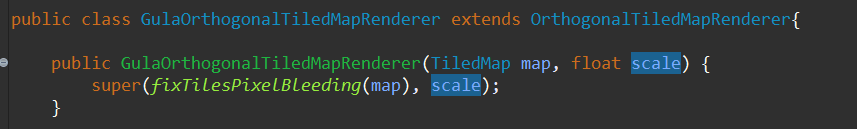 public class GulaOrthogonalTiledMapRenderer extends OrthogonalTiledMapRenderer{
public GulaOrthogonalTiledMapRenderer(TiledMap map, float scale) {
super(fixTilesPixelBleeding(map), scale);
}